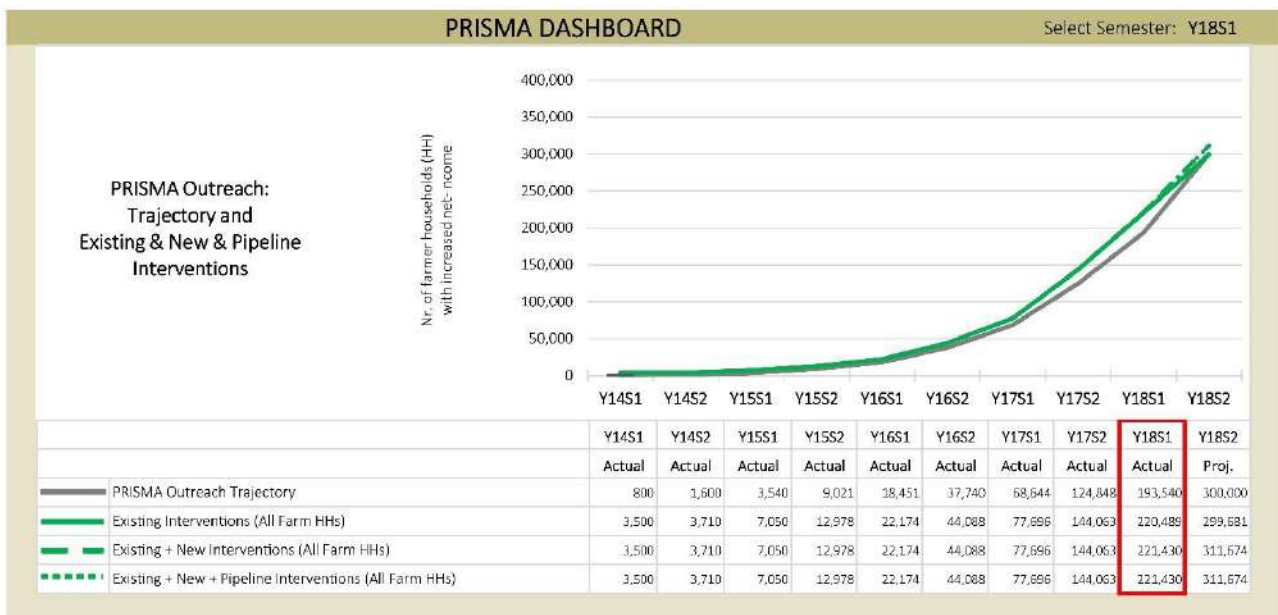 PRISMA DASHBOARD
Select Semester: Y18S1
PRISMA Outreach:
Trajectory and
Existing & New & Pipeline
Interventions
Nr. of farmer households (HH)
with increased net- ncome
400,000
350,000
300,000
250,000
200,000
150,000
100,000
50,000
0
Y14S1 Y14S2 Y15S1 Y15S2 Y16S1 Y16S2 Y17S1 Y17S2 Y18S1 Y18S2
Y14S1 Y14S2 Y15S1 Y15S2 Y16S1 Y16S2 Y17S1 Y17S2 Y18S1 Y18S2
Actual Actual Actual Actual Actual Actual Actual Actual Actual Proj.
PRISMA Outreach Trajectory 800 1,600 3,540 9,021 18,451 37,740 68,644 124,848 193,540 300,000
Existing Interventions (All Farm HHs) 3,500 3,710 7,050 12,978 22,174 44,088 77,696 144,063 220,489 299,681
Existing + New Interventions (All Farm HHs) 3,500 3,710 7,050 12,978 22,174 44,088 77,696 144,063 221,430 311,674
Existing + New + Pipeline Interventions (All Farm HHs) 3,500 3,710 7,050 12,978 22,174 44,088 77,696 144,063 221,430 311,674